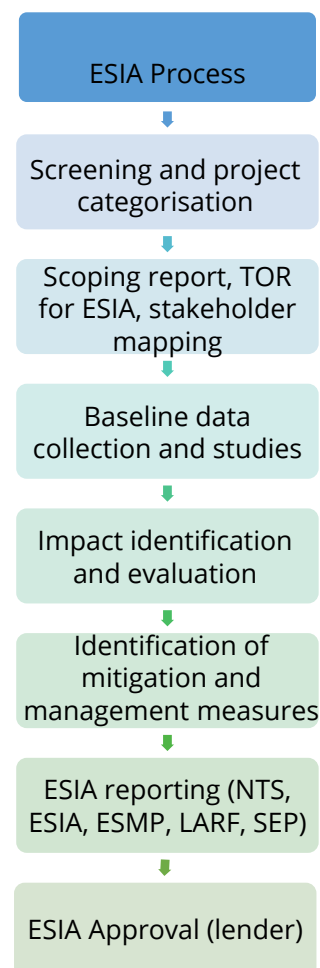 ESIA Process
Screening and project
categorisation
Scoping report, TOR
for ESIA, stakeholder
mapping
Baseline data
collection and studies
Impact identification
and evaluation
Identification of
mitigation and
management measures
ESIA reporting (NTS,
ESIA, ESMP, LARF, SEP)
ESIA Approval (lender)